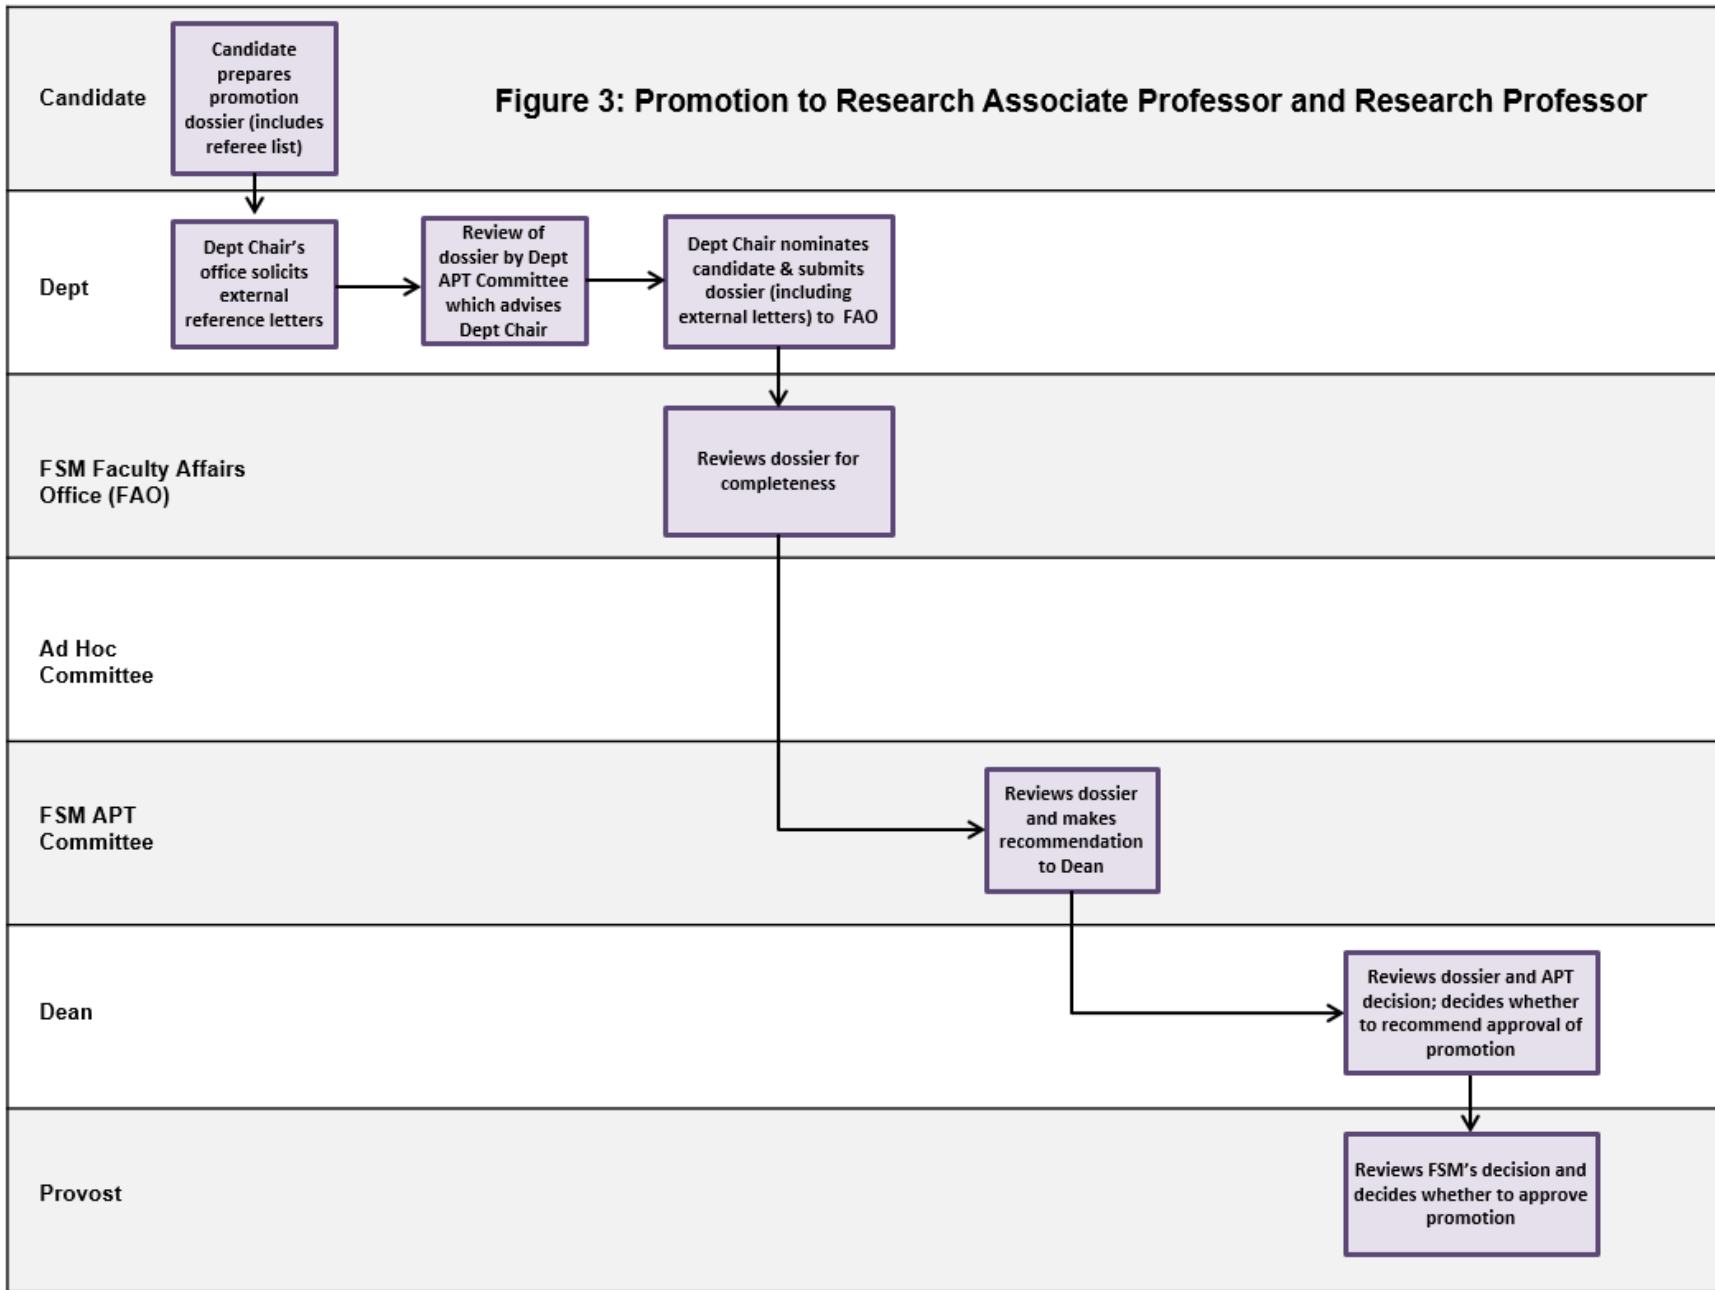 Candidate
Candidate
prepares
promotion
dossier (includes
referee list)
Figure 3: Promotion to Research Associate Professor and Research Professor
Dept
Dept Chair's
office solicits
external
reference letters
Review of
dossier by Dept
APT Committee
which advises
Dept Chair
Dept Chair nominates
candidate & submits
dossier (including
external letters) to FAO
FSM Faculty Affairs
Office (FAO)
Reviews dossier for
completeness
Ad Hoc
Committee
FSM APT
Committee
Reviews dossier
and makes
recommendation
to Dean
Dean
Reviews dossier and APT
decision; decides whether
to recommend approval of
promotion
Provost
Reviews FSM's decision and
decides whether to approve
promotion